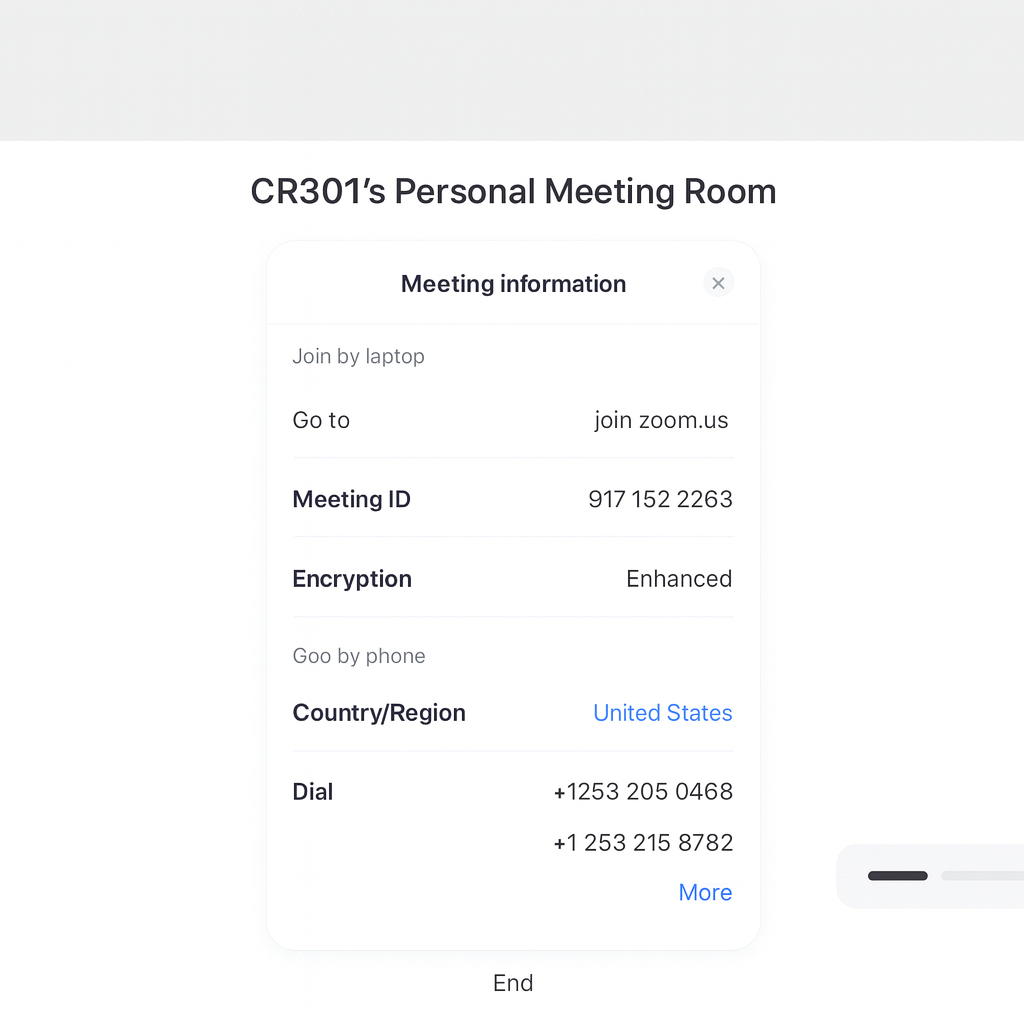 CR301’s Personal Meeting Room
Meeting information
Join by laptop
Go to join zoom.us
Meeting ID 917 152 2263
Encryption Enhanced
Goo by phone
Country/Region United States
Dial +1253 205 0468
+1 253 215 8782
More
End